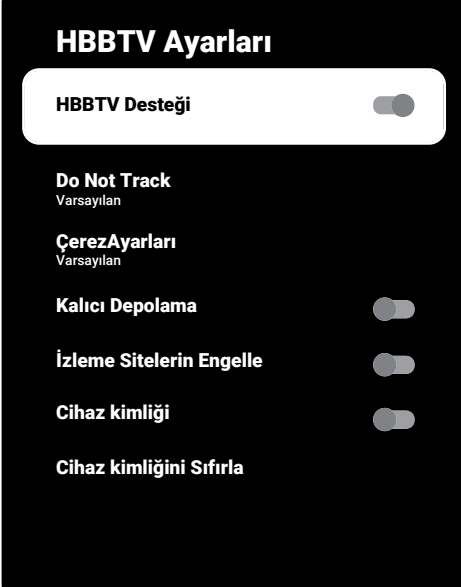 HBBTV Ayarları
HBBTV Desteği
Do Not Track
Varsayılan
ÇerezAyarları
Varsayılan
Kalıcı Depolama
İzleme Sitelerin Engelle
Cihaz kimliği
Cihaz kimliğini Sıfırla